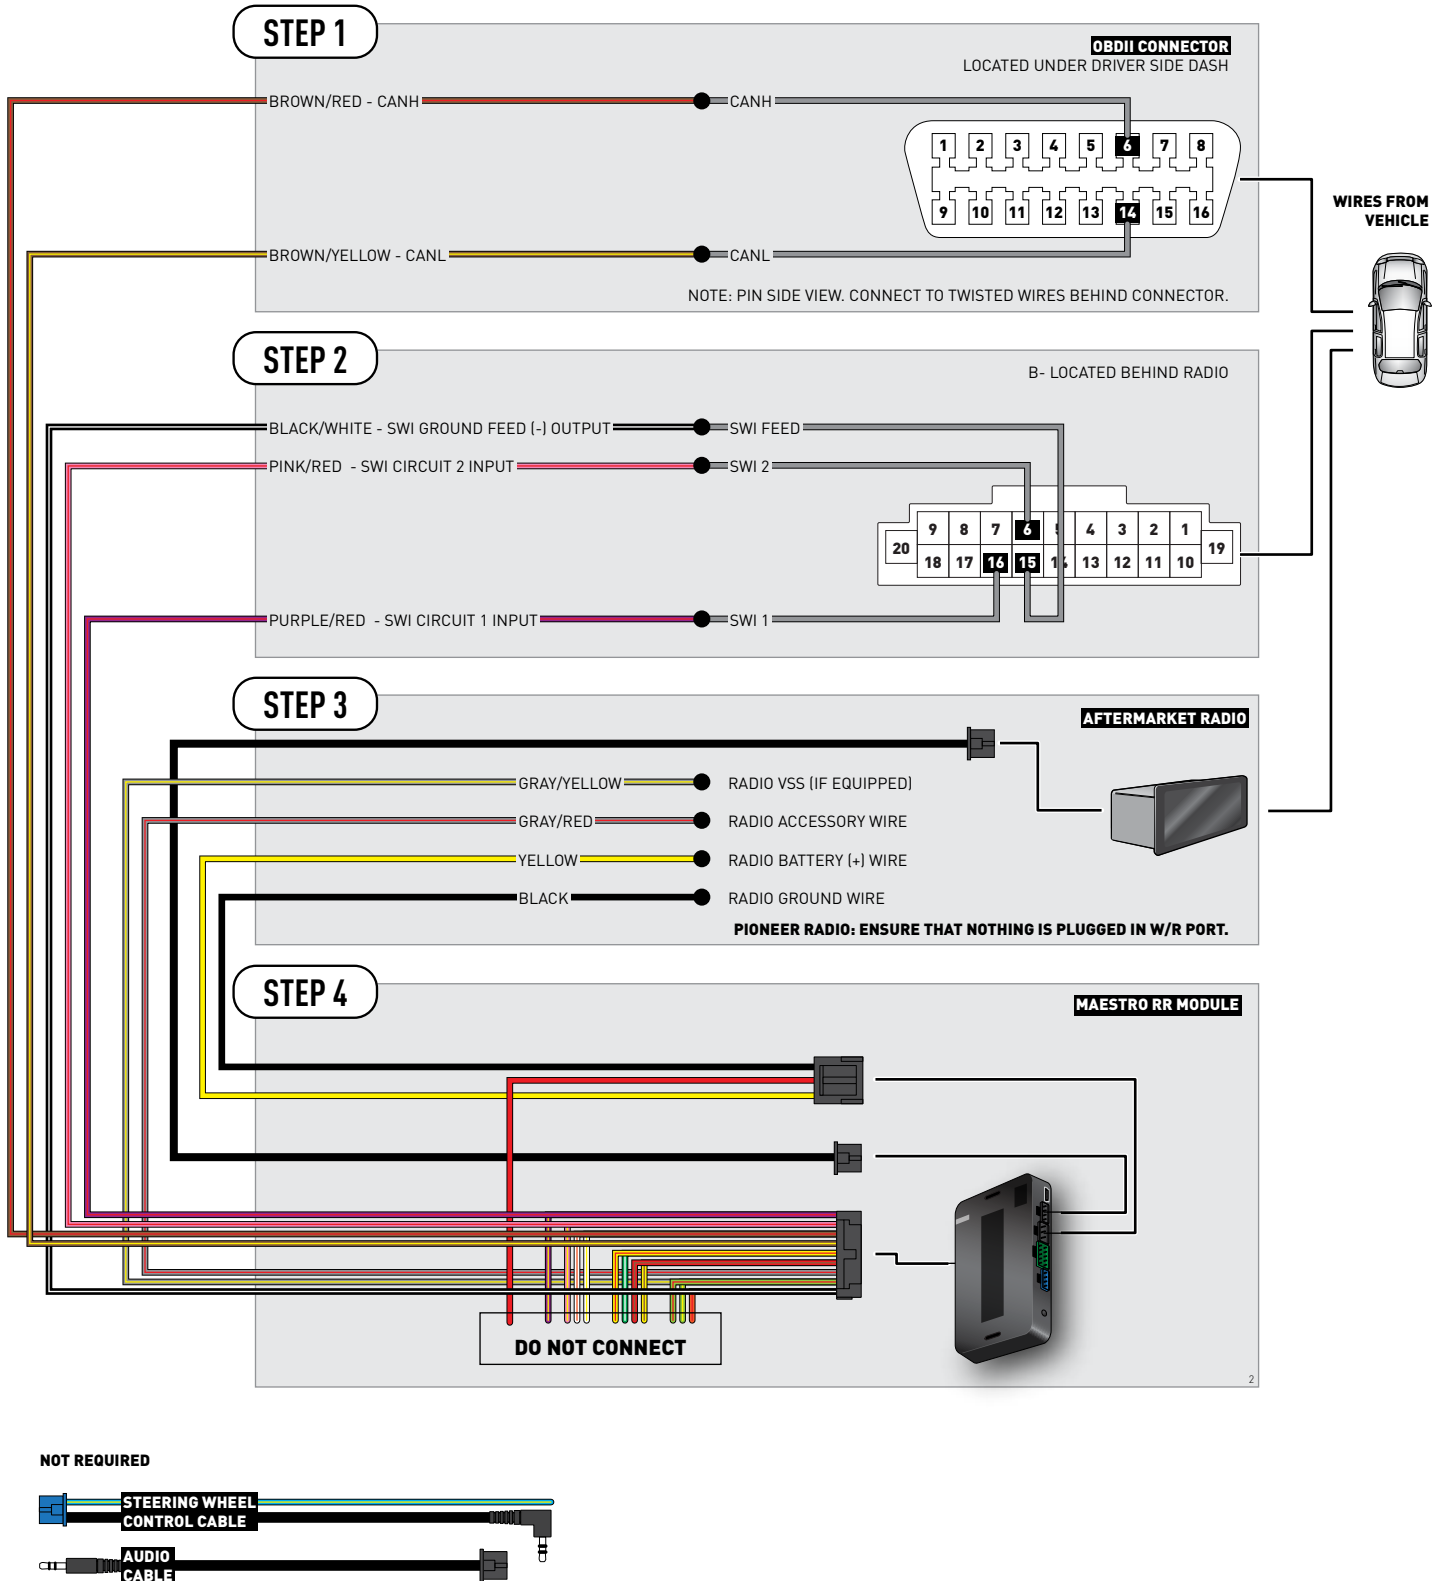 STEP 1
OBDII CONNECTOR
LOCATED UNDER DRIVER SIDE DASH
BROWN/RED - CANH
CANH
1 2 3 4 5 6 7 8
9 10 11 12 13 14 15 16
WIRES FROM
VEHICLE
BROWN/YELLOW - CANL
CANL
NOTE: PIN SIDE VIEW. CONNECT TO TWISTED WIRES BEHIND CONNECTOR.
STEP 2
B- LOCATED BEHIND RADIO
BLACK/WHITE - SWI GROUND FEED (-) OUTPUT
SWI FEED
PINK/RED - SWI CIRCUIT 2 INPUT
SWI 2
9 8 7 6 5 4 3 2 1
20 19
18 17 16 15 14 13 12 11 10
PURPLE/RED - SWI CIRCUIT 1 INPUT
SWI 1
STEP 3
AFTERMARKET RADIO
GRAY/YELLOW
RADIO VSS (IF EQUIPPED)
GRAY/RED
RADIO ACCESSORY WIRE
YELLOW
RADIO BATTERY (+) WIRE
BLACK
RADIO GROUND WIRE
PIONEER RADIO: ENSURE THAT NOTHING IS PLUGGED IN W/R PORT.
STEP 4
MAESTRO RR MODULE
DO NOT CONNECT
2
NOT REQUIRED
STEERING WHEEL
CONTROL CABLE
AUDIO
CABLE